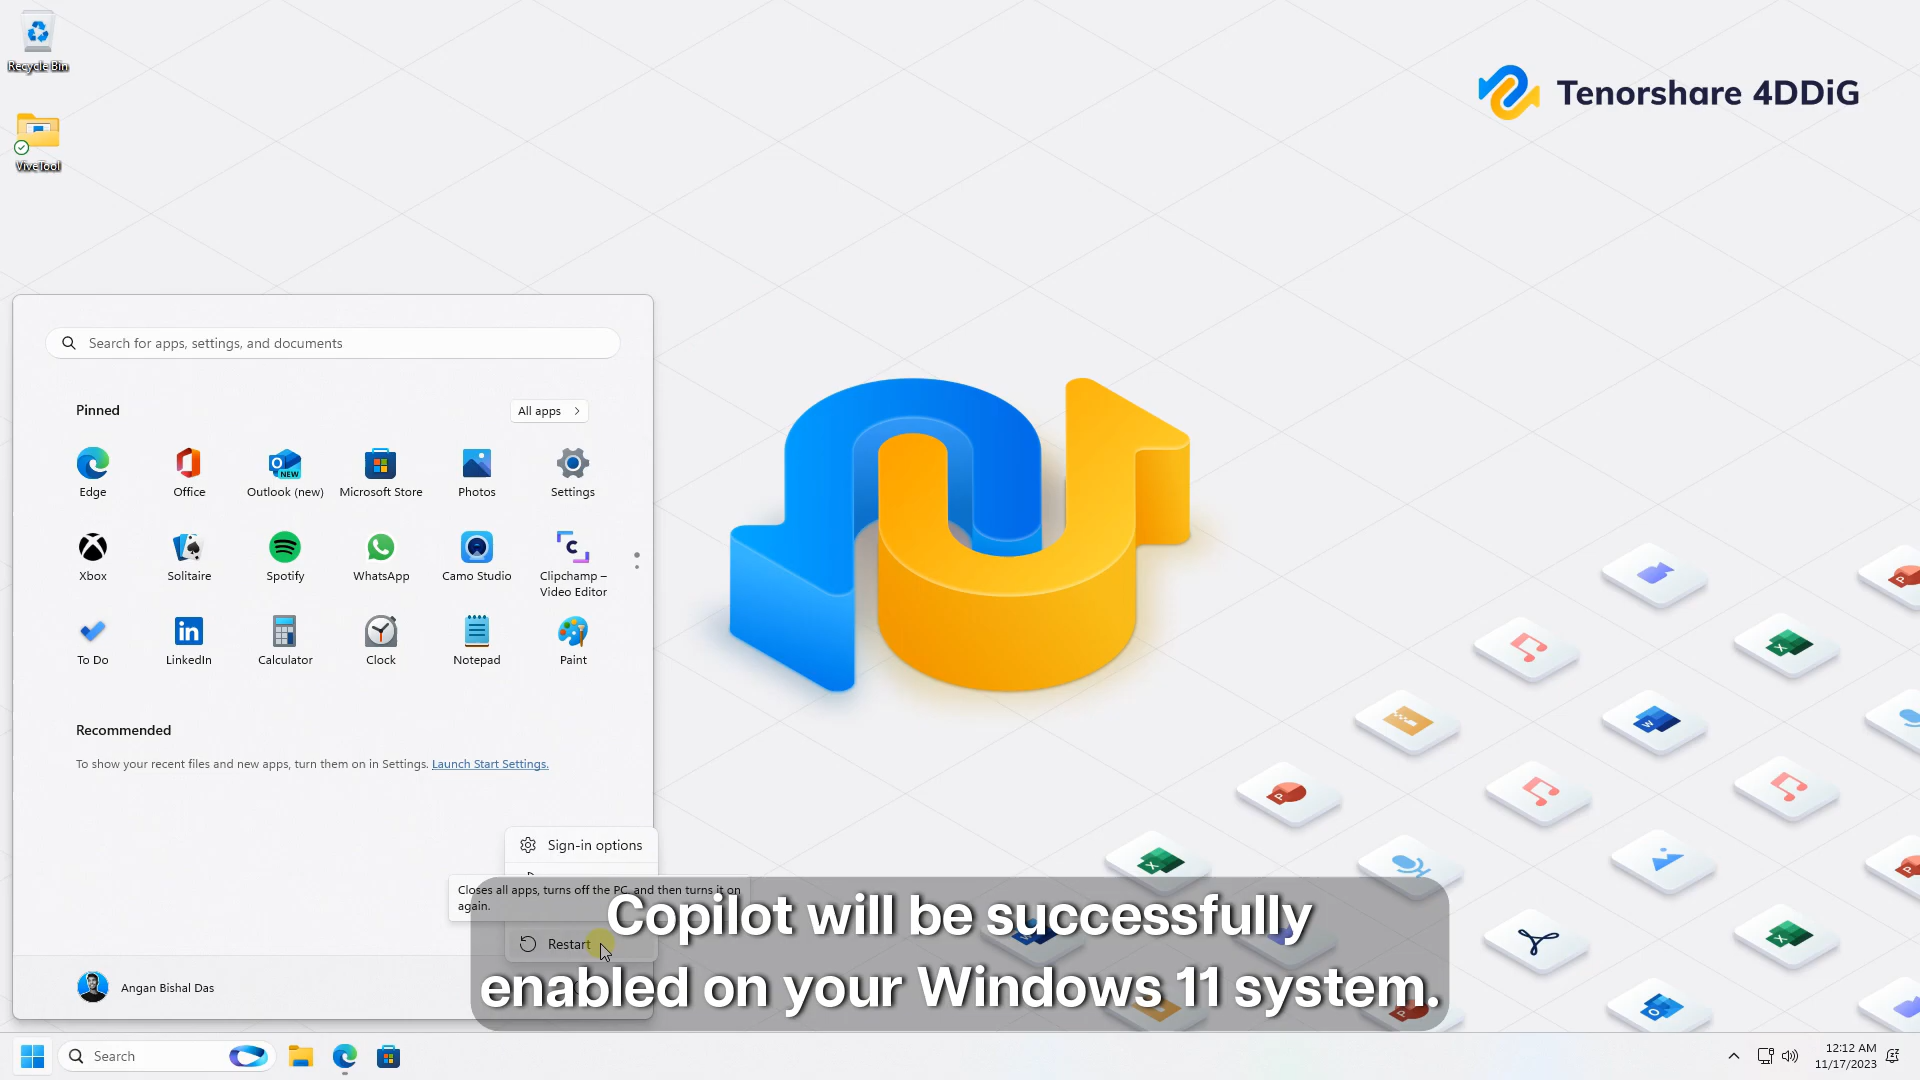 Recycle Bin
ViveTool
Tenorshare 4DDiG
Search for apps, settings, and documents
Pinned
All apps
Edge
Office
Outlook (new)
Microsoft Store
Photos
Settings
NEW
Xbox
Solitaire
Spotify
WhatsApp
Camo Studio
Clipchamp –
Video Editor
To Do
LinkedIn
Calculator
Clock
Notepad
Paint
Recommended
To show your recent files and new apps, turn them on in Settings. Launch Start Settings.
Sign-in options
Closes all apps, turns off the PC, and then turns it on
again.
Restart
Copilot will be successfully
enabled on your Windows 11 system.
Angan Bishal Das
Search
12:12 AM
11/17/2023